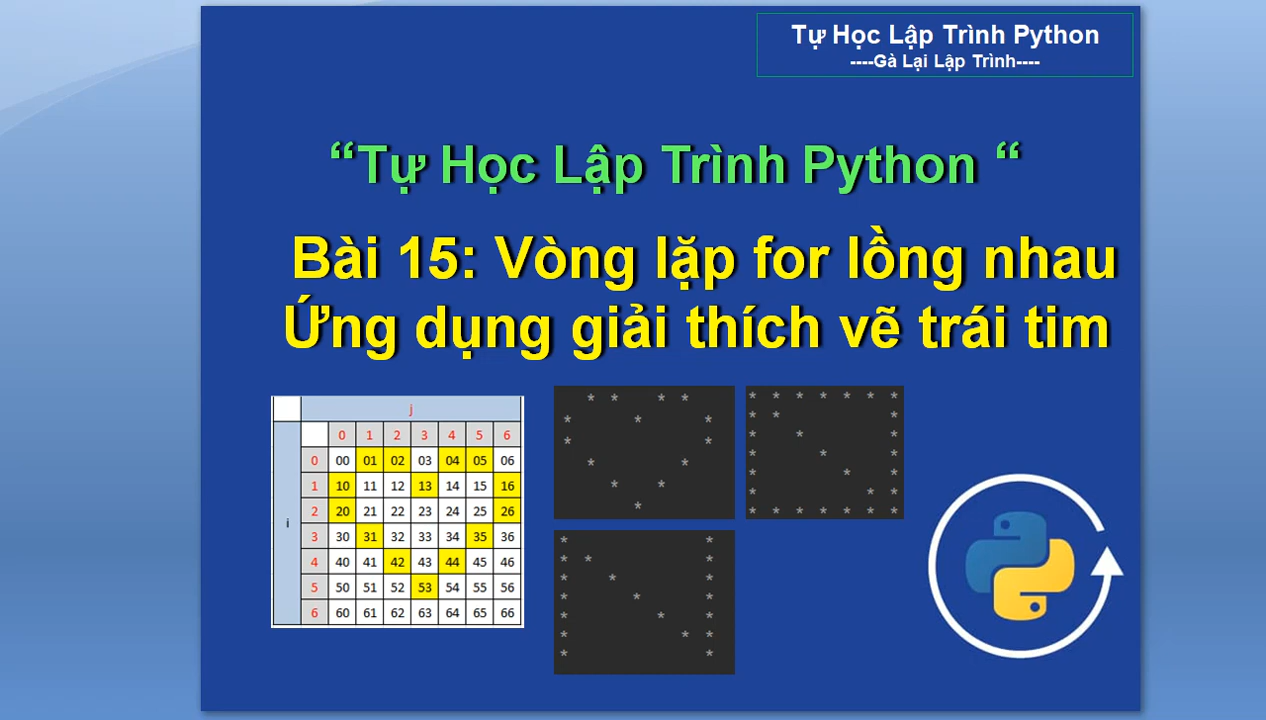 Tự Học Lập Trình Python
----Gà Lại Lập Trình----
“Tự Học Lập Trình Python “
Bài 15: Vòng lặp for lồng nhau
Ứng dụng giải thích vẽ trái tim
j
0 1 2 3 4 5 6
0 00 01 02 03 04 05 06
1 10 11 12 13 14 15 16
2 20 21 22 23 24 25 26
i
3 30 31 32 33 34 35 36
4 40 41 42 43 44 45 46
5 50 51 52 53 54 55 56
6 60 61 62 63 64 65 66
* * * *
* * *
* *
* *
* *
*
* * * * * * *
* * *
* * *
* * *
* * *
* * *
* * * * * * *
* *
* * *
* * *
* * *
* * *
* * *
* *